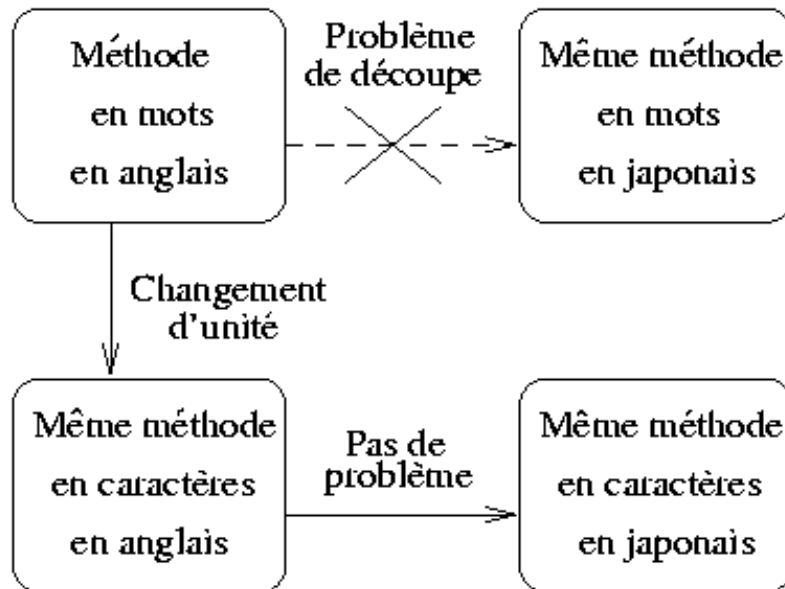 Méthode
en mots
en anglais
Problème
de découpe
Même méthode
en mots
en japonais
Changement
d'unité
Même méthode
en caractères
en anglais
Pas de
problème
Même méthode
en caractères
en japonais